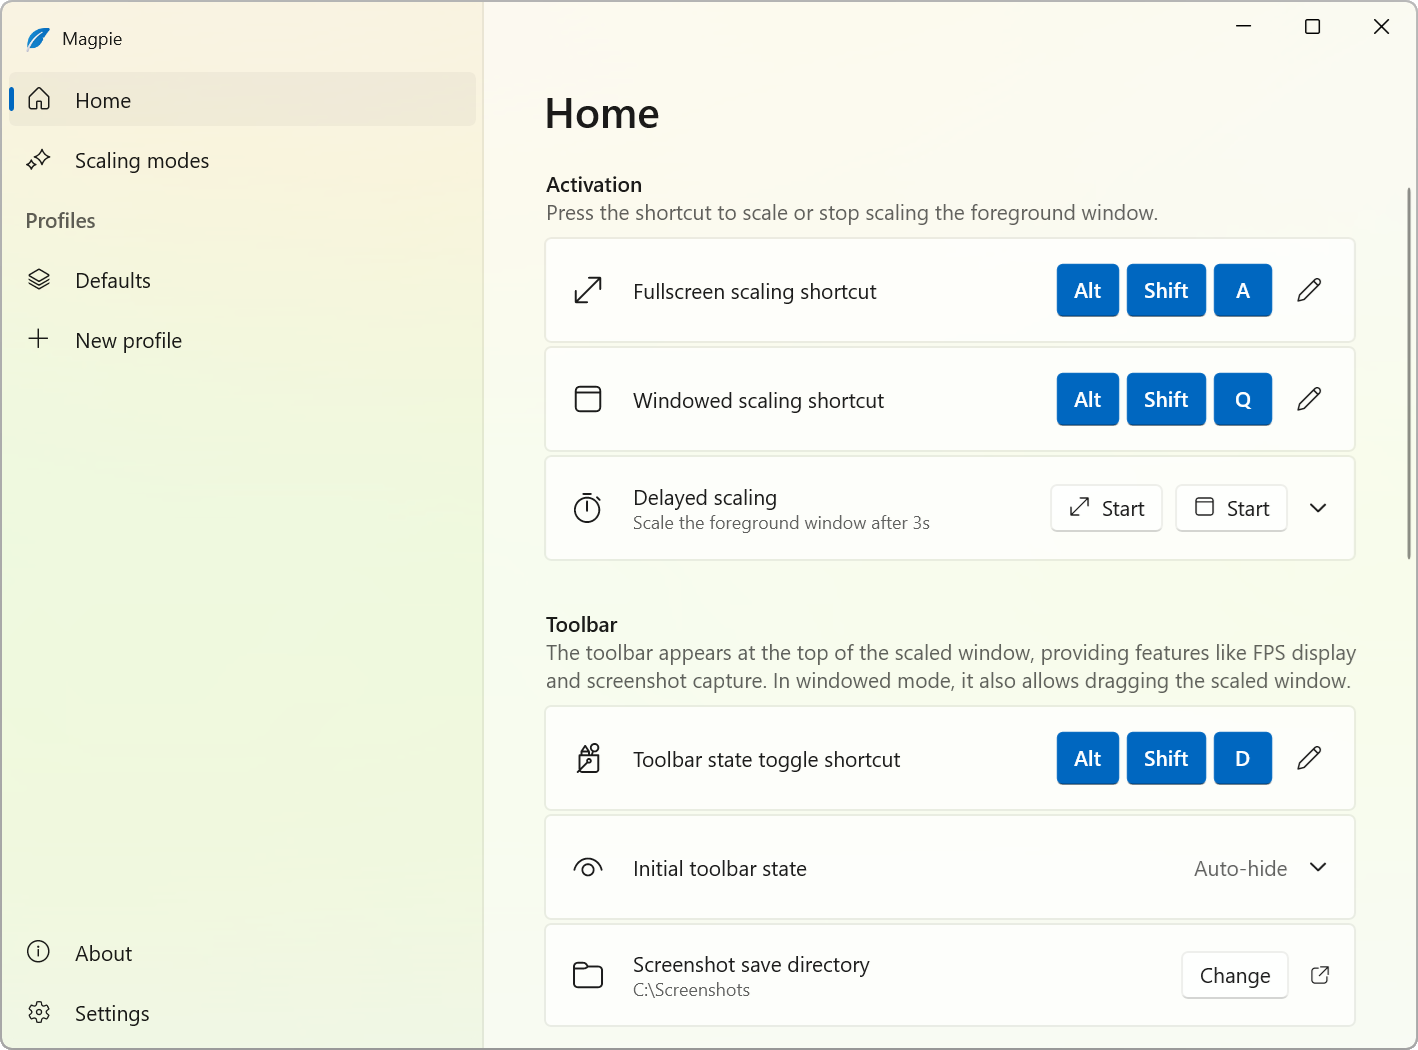 Magpie
Home
Scaling modes
Profiles
Defaults
New profile
About
Settings
Home
Activation
Press the shortcut to scale or stop scaling the foreground window.
Fullscreen scaling shortcut Alt Shift A
Windowed scaling shortcut Alt Shift Q
Delayed scaling
Scale the foreground window after 3s
Start Start
Toolbar
The toolbar appears at the top of the scaled window, providing features like FPS display
and screenshot capture. In windowed mode, it also allows dragging the scaled window.
Toolbar state toggle shortcut Alt Shift D
Initial toolbar state Auto-hide
Screenshot save directory
C:\Screenshots
Change